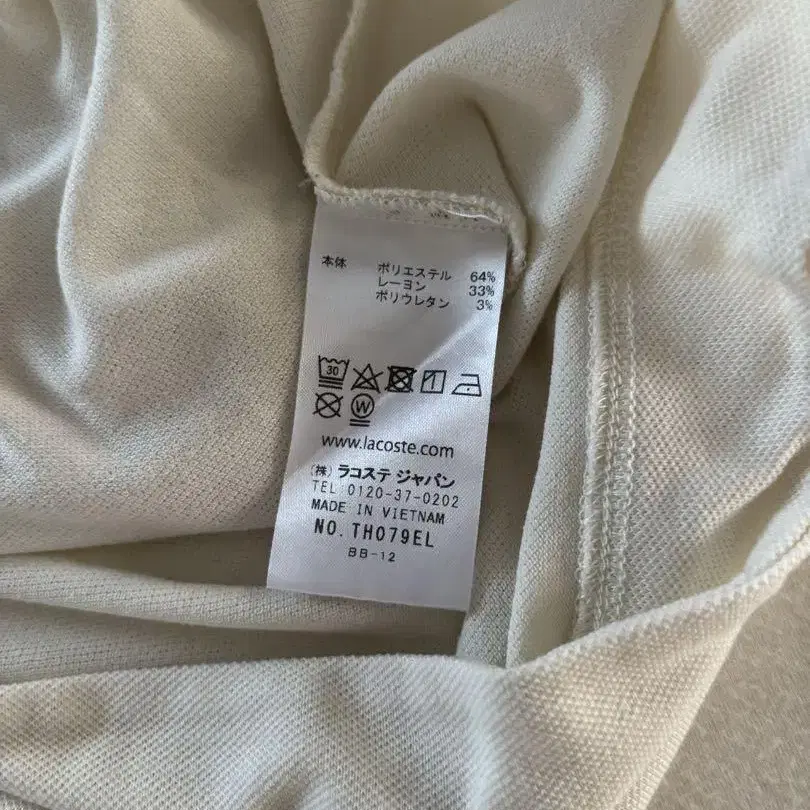 本体 ポリエステル 64%
レーヨン 33%
ポリウレタン 3%
30
W
www.lacoste.com
(株) ラコステ ジャパン
TEL 0120-37-0202
MADE IN VIETNAM
NO. TH079EL
BB-12